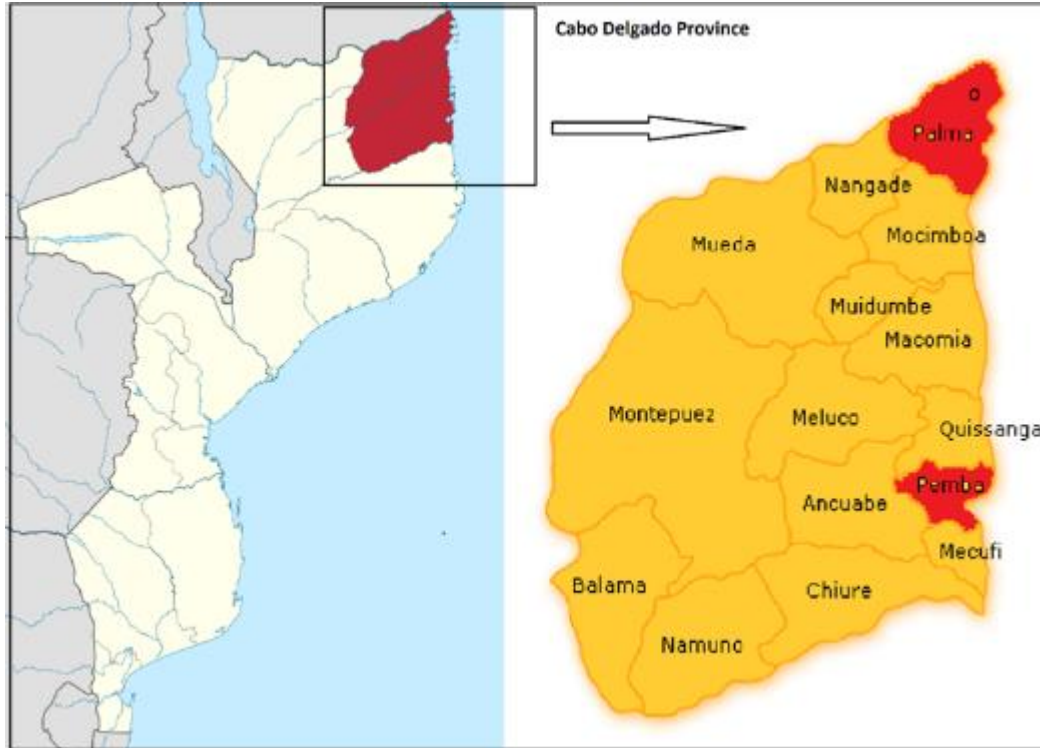 Cabo Delgado Province
o
Palma
Nangade
Mocimboa
Mueda
Muidumbe
Macomia
Montepuez
Meluco
Quissanga
Pemba
Ancuabe
Mecufi
Balama
Chiure
Namuno